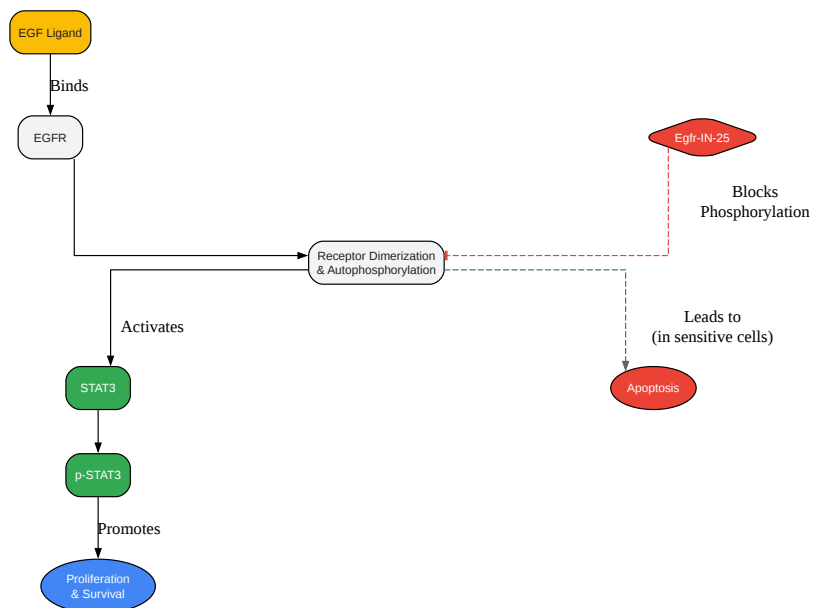 EGF Ligand
Binds
EGFR
Egfr-IN-25
Blocks
Phosphorylation
Receptor Dimerization
& Autophosphorylation
Activates
Leads to
(in sensitive cells)
STAT3
Apoptosis
p-STAT3
Promotes
Proliferation
& Survival